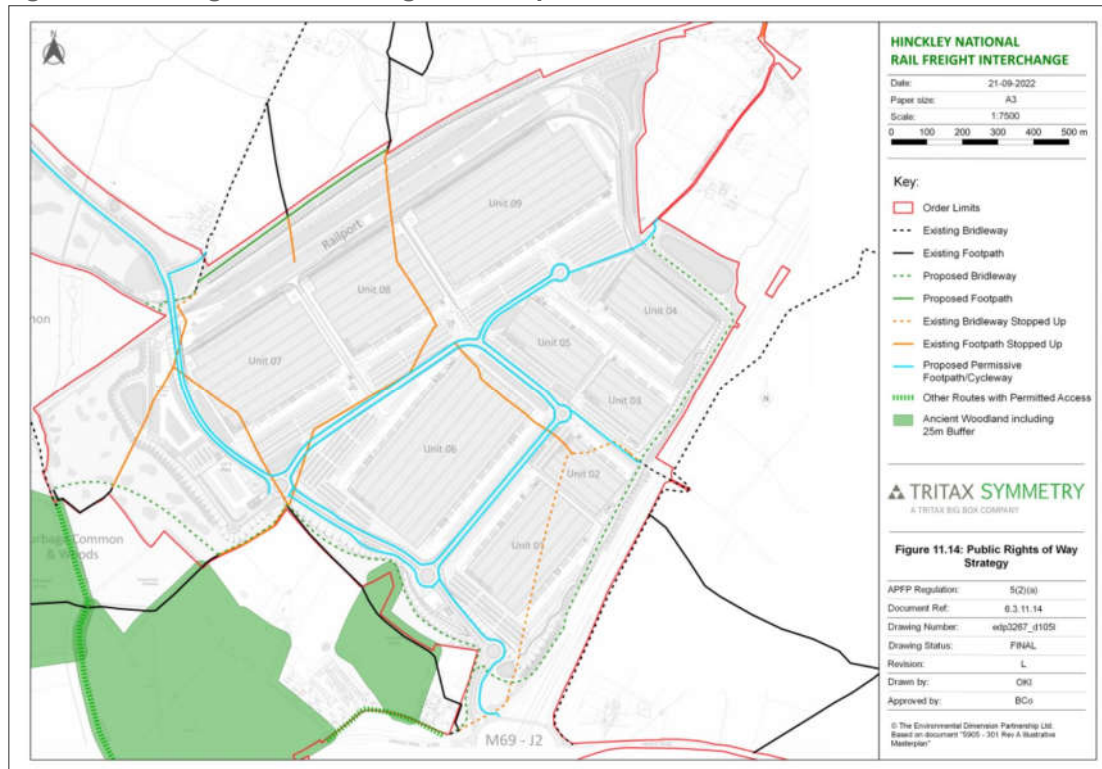 N
Railport
Unit 09
Unit 08
Unit 07
Unit 04
Unit 05
Unit 03
Unit 06
Unit 02
Unit 01
& Woods
M69 - J2
HINCKLEY NATIONAL
RAIL FREIGHT INTERCHANGE
Date: 21-09-2022
Paper size: A3
Scale: 1:7500
0 100 200 300 400 500 m
Key:
Order Limits
Existing Bridleway
Existing Footpath
Proposed Bridleway
Proposed Footpath
Existing Bridleway Stopped Up
Existing Footpath Stopped Up
Proposed Permissive
Footpath/Cycleway
Other Routes with Permitted Access
Ancient Woodland including
25m Buffer
TRITAX SYMMETRY
A TRITAX BIG BOX COMPANY
Figure 11.14: Public Rights of Way
Strategy
APFP Regulation: 5(2)(a)
Document Ref: 6.3.11.14
Drawing Number: edp3267_d105l
Drawing Status: FINAL
Revision: L
Drawn by: OKl
Approved by: BCo
© The Environmental Dimension Partnership Ltd.
Based on document "5905 - 301 Rev A Illustrative
Masterplan"